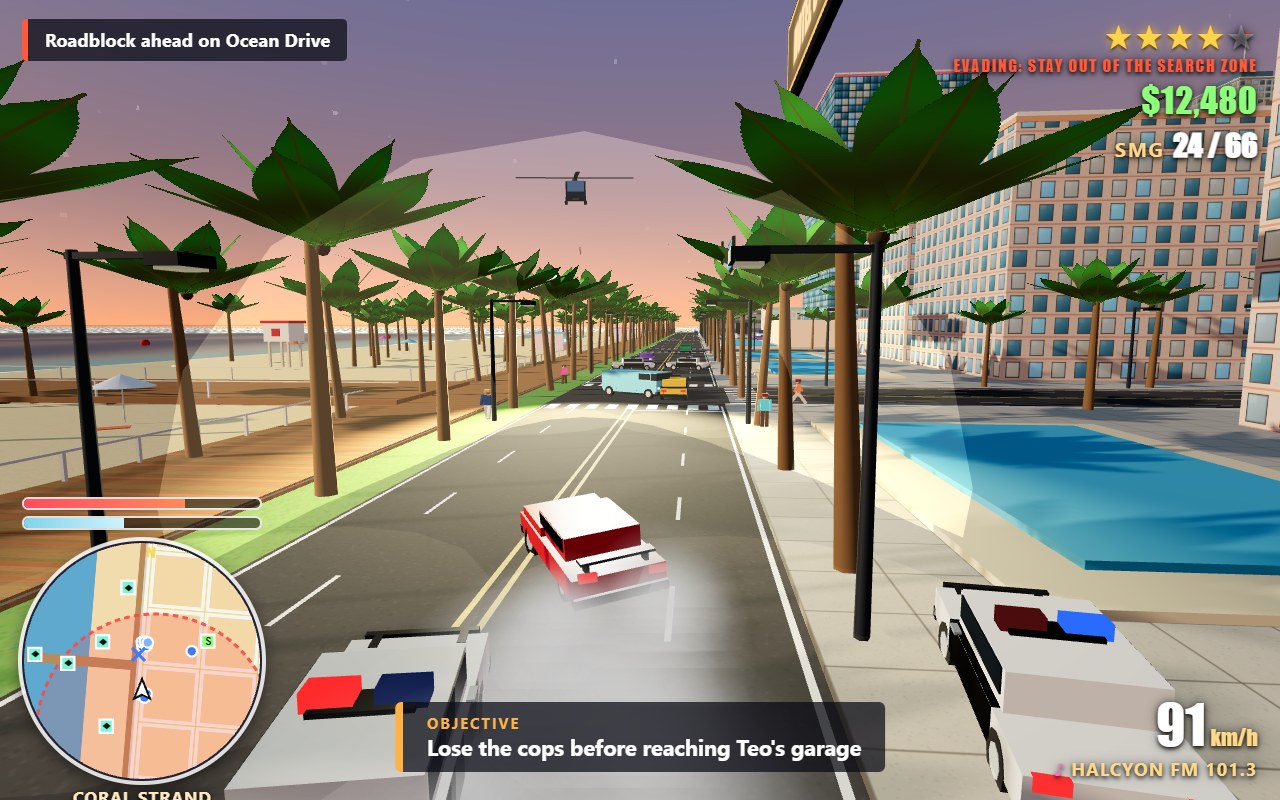 Roadblock ahead on Ocean Drive
EVADING: STAY OUT OF THE SEARCH ZONE
$12,480
SMG 24 / 66
N
S
CORAL STRAND
OBJECTIVE
Lose the cops before reaching Teo's garage
91 km/h
HALCYON FM 101.3